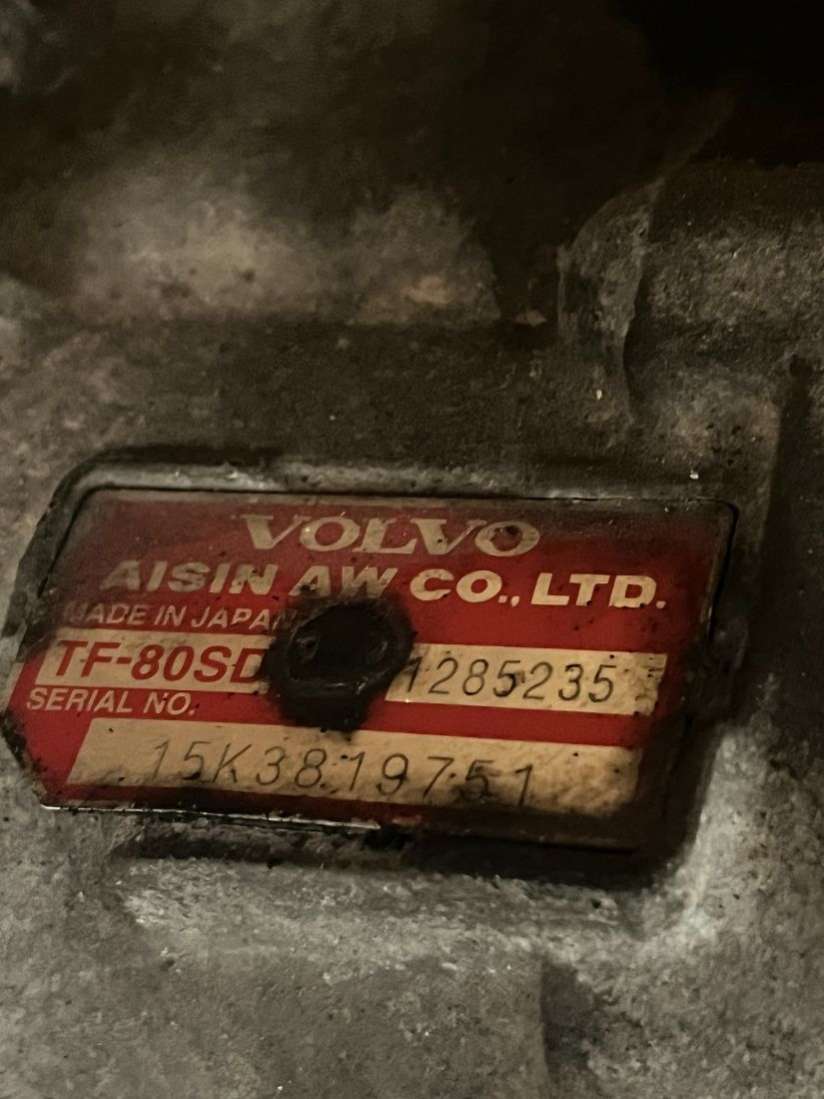 VOLVO
AISIN AW CO., LTD.
MADE IN JAPAN
TF-80SD 1285235
SERIAL NO.
15K3819751